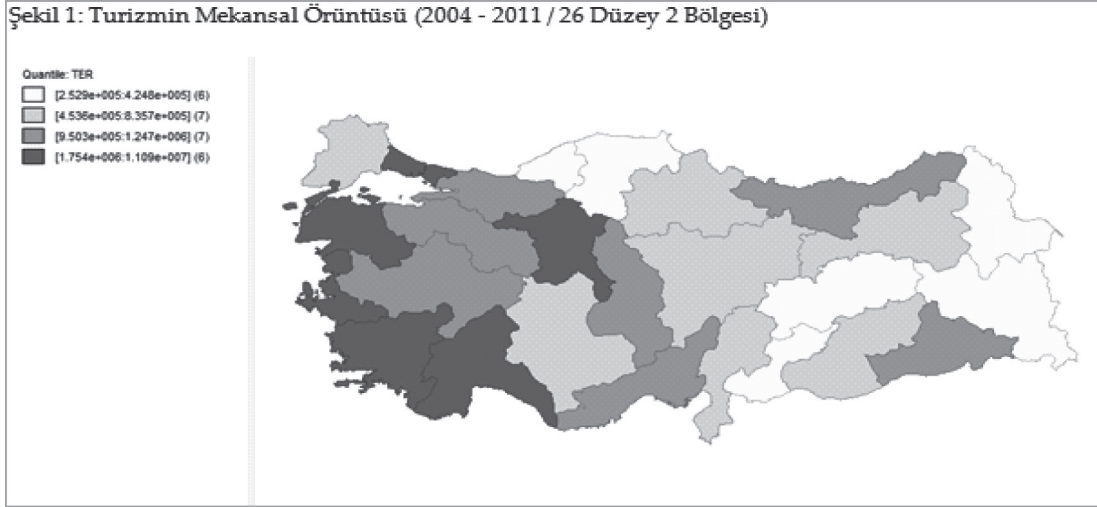 Şekil 1: Turizmin Mekansal Örüntüsü (2004 - 2011 / 26 Düzey 2 Bölgesi)
Quantile: TER
[2.529e+005:4.248e+005] (6)
[4.536e+005:8.357e+005] (7)
[9.503e+005:1.247e+006] (7)
[1.754e+006:1.109e+007] (6)